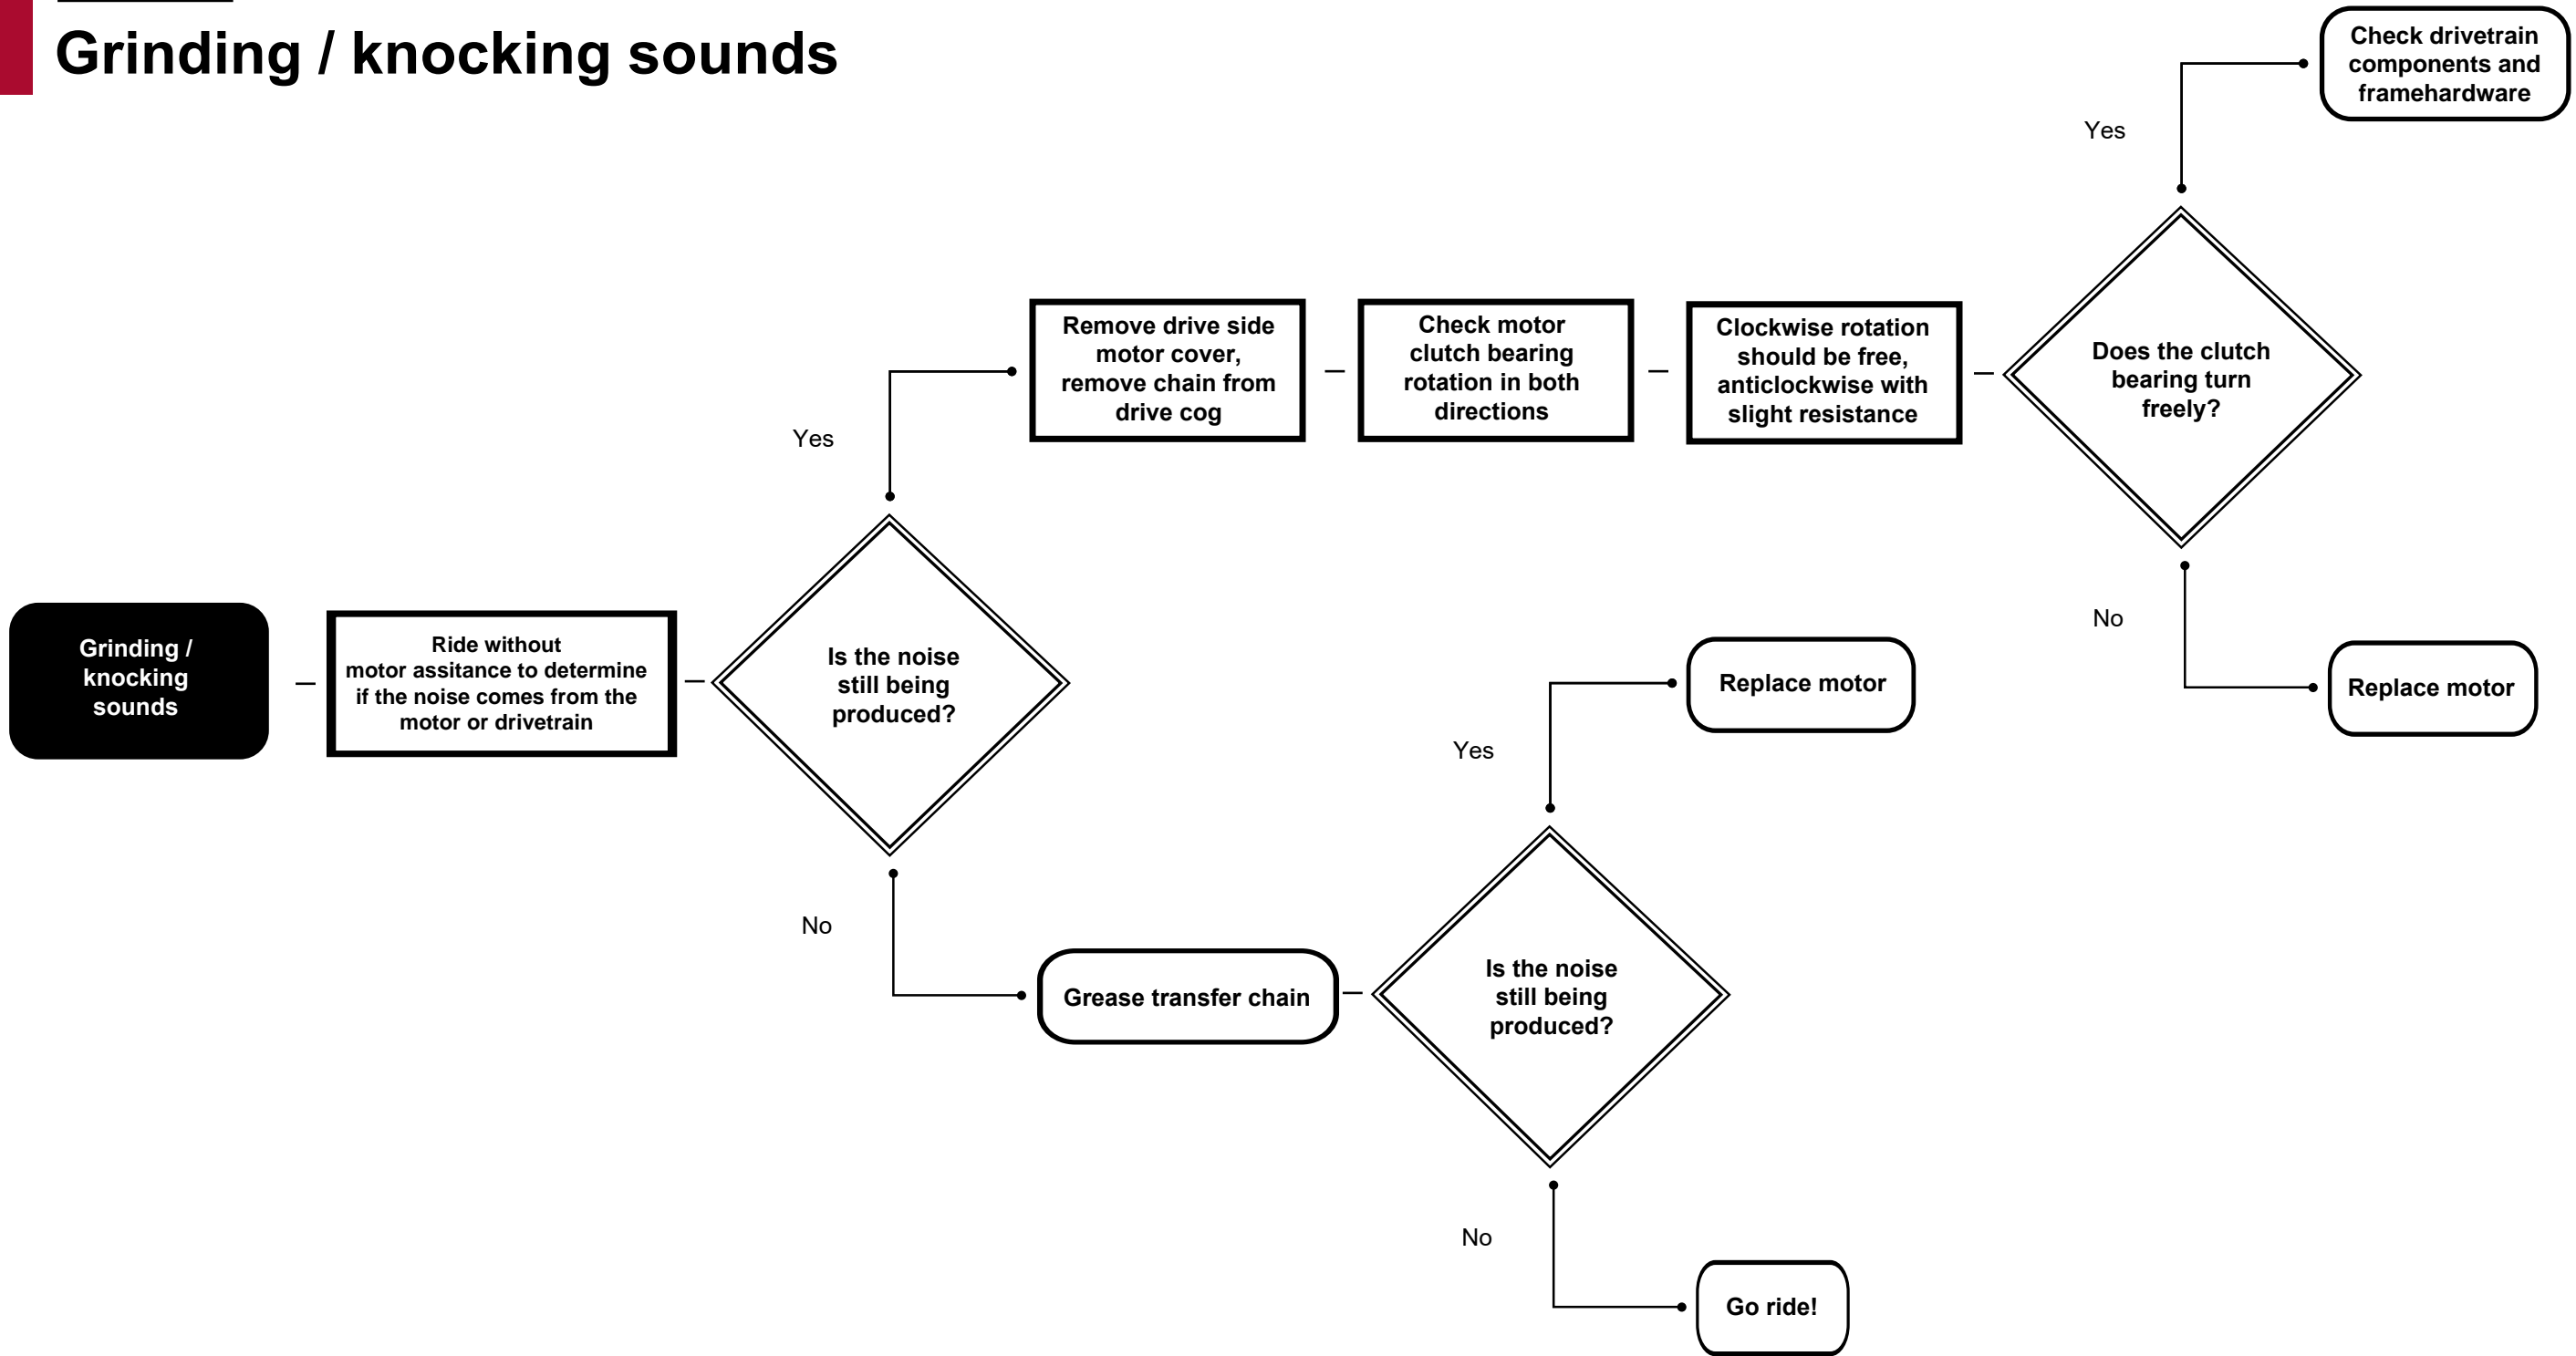 Grinding / knocking sounds
Check drivetrain
components and
framehardware
Yes
Remove drive side
motor cover,
remove chain from
drive cog
Check motor
clutch bearing
rotation in both
directions
Clockwise rotation
should be free,
anticlockwise with
slight resistance
Does the clutch
bearing turn
freely?
Yes
No
Grinding /
knocking
sounds
Ride without
motor assitance to determine
if the noise comes from the
motor or drivetrain
Is the noise
still being
produced?
Replace motor
Replace motor
Yes
No
Grease transfer chain
Is the noise
still being
produced?
No
Go ride!